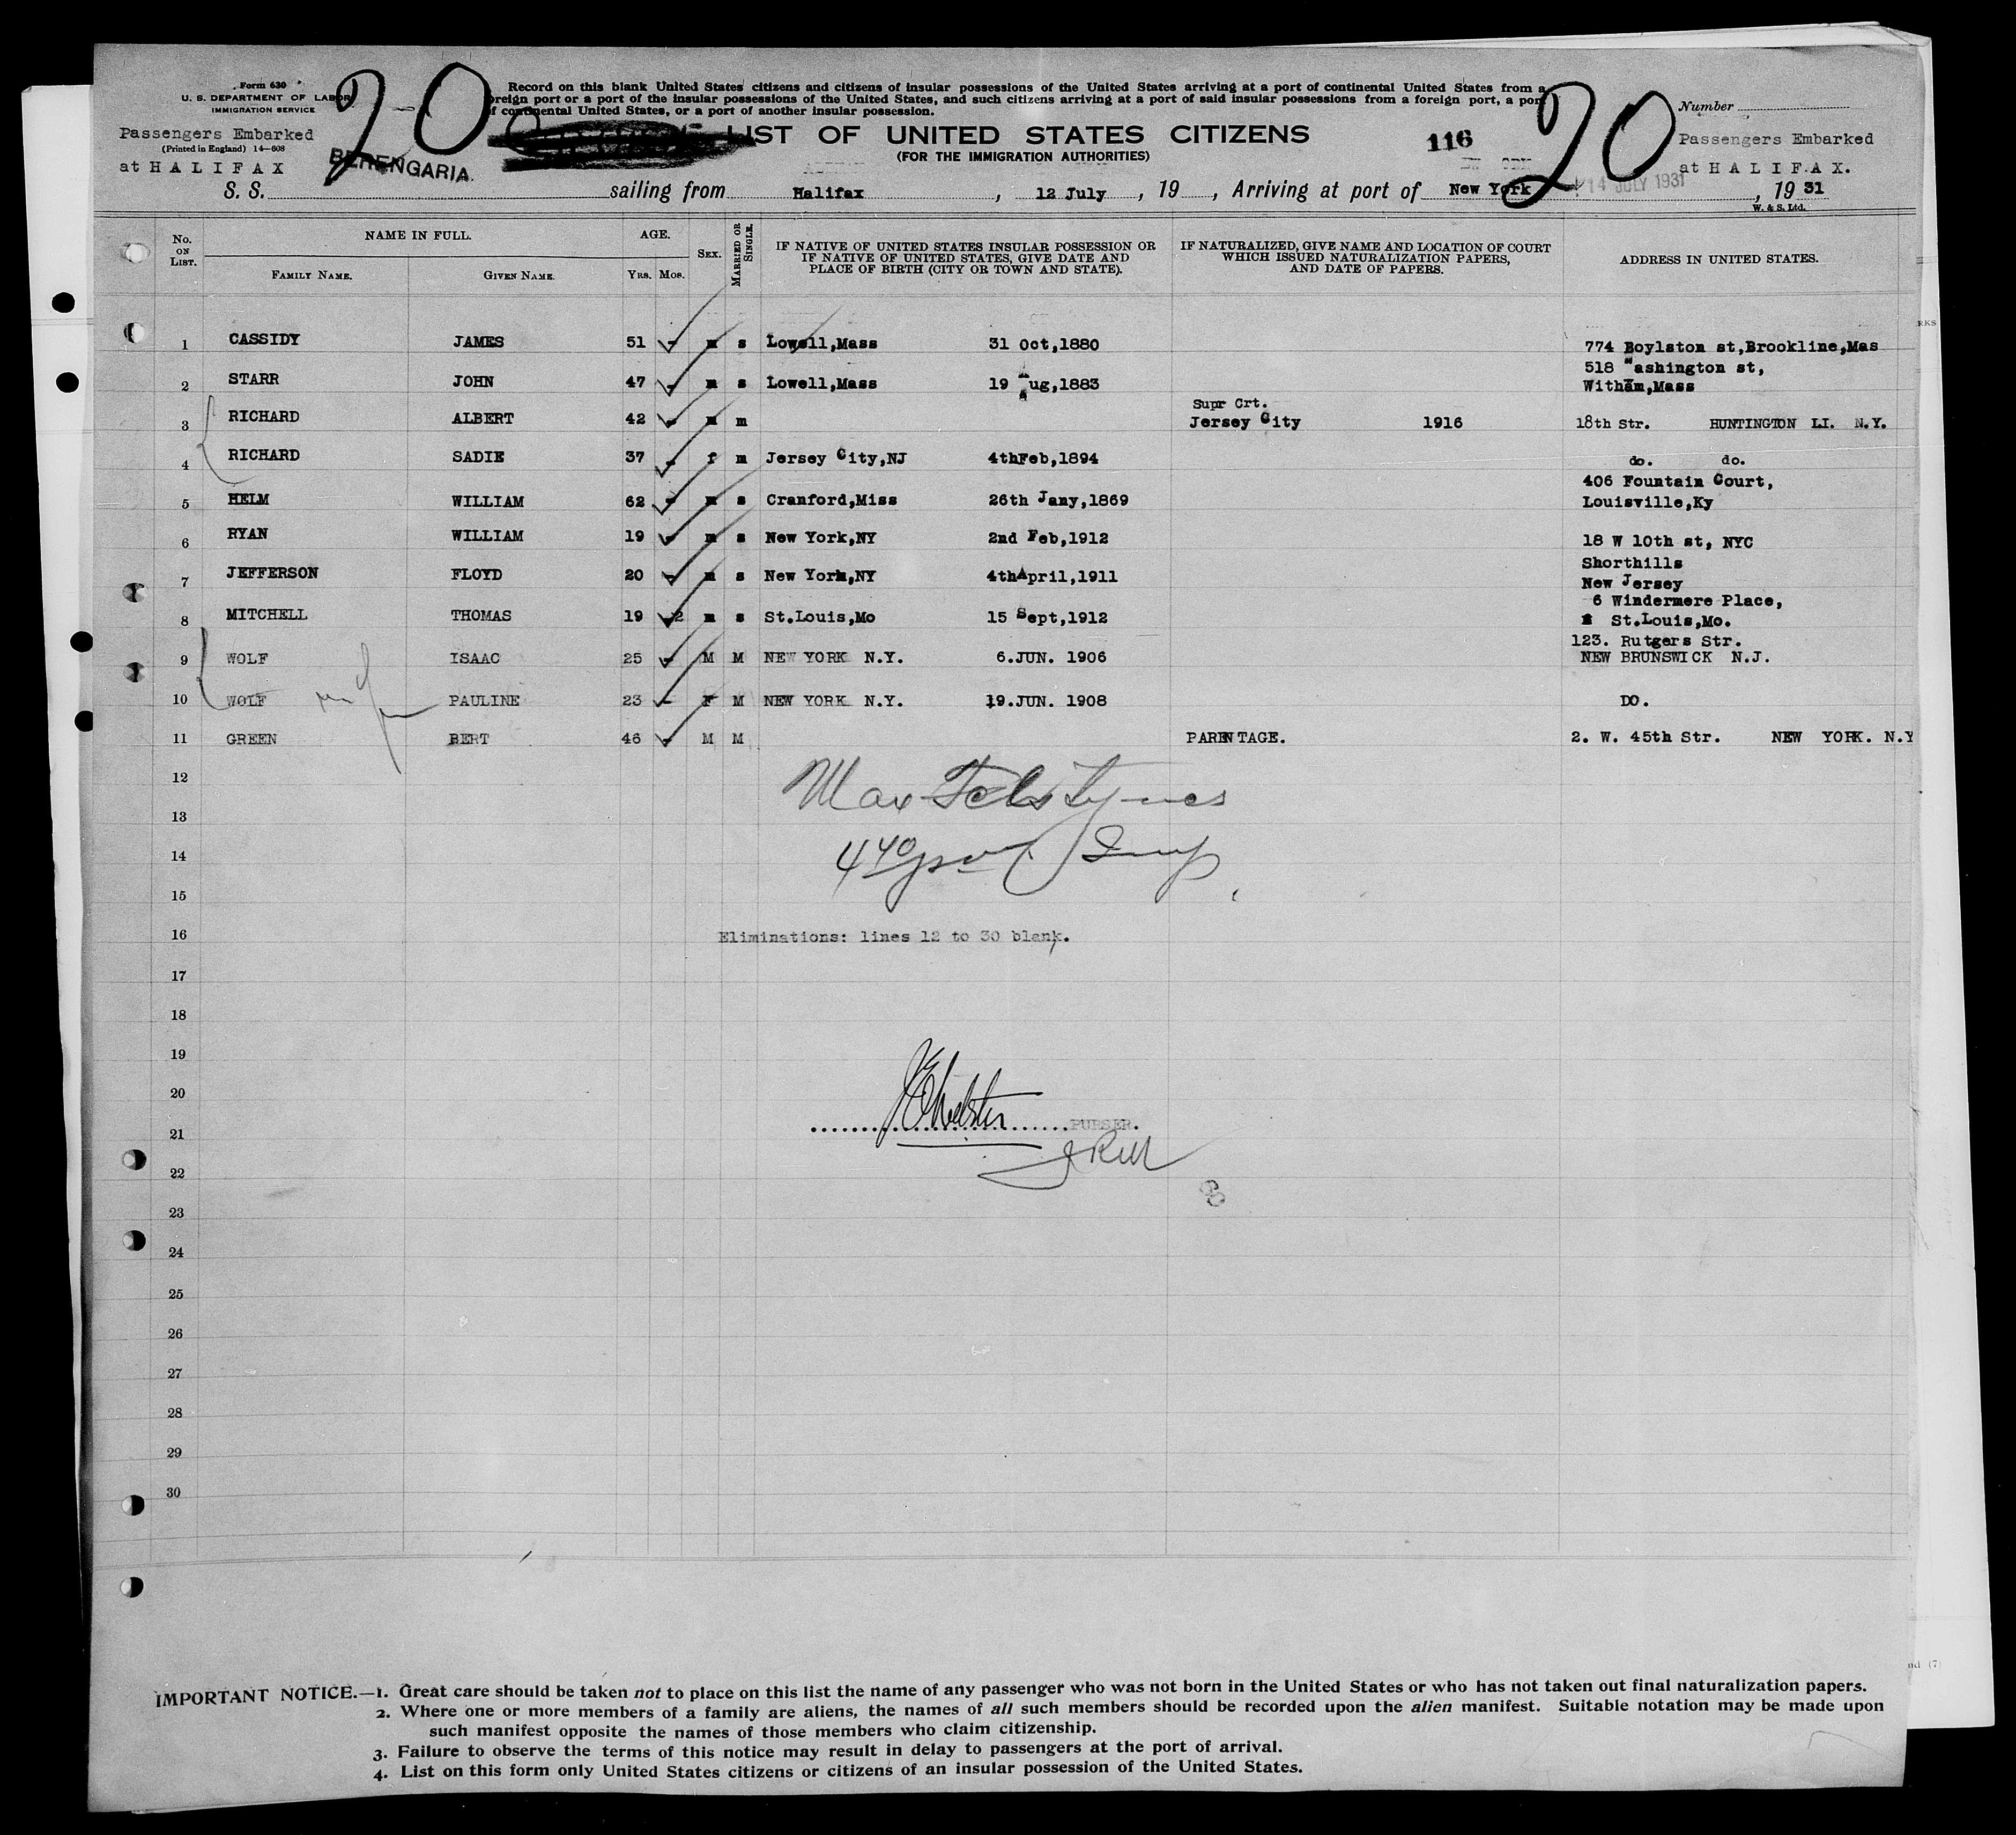 Form 630
U. S. DEPARTMENT OF LABOR
IMMIGRATION SERVICE
Passengers Embarked
(Printed in England) 14—608
at HALIFAX
20
Record on this blank United States citizens and citizens of insular possessions of the United States arriving at a port of continental United States from a
foreign port or a port of the insular possessions of the United States, and such citizens arriving at a port of said insular possessions from a foreign port, a port
of continental United States, or a port of another insular possession.
LIST OF UNITED STATES CITIZENS
(FOR THE IMMIGRATION AUTHORITIES)
116
20
Number
Passengers Embarked
at HALIFAX.
14 JULY 1931
S. S. BERENGARIA. sailing from Halifax, 12 July, 19, Arriving at port of New York, 19 31
W. & S. Ltd.
No. ON LIST. NAME IN FULL. AGE. SEX. MARRIED OR SINGLE. IF NATIVE OF UNITED STATES INSULAR POSSESSION OR IF NATIVE OF UNITED STATES, GIVE DATE AND PLACE OF BIRTH (CITY OR TOWN AND STATE). IF NATURALIZED, GIVE NAME AND LOCATION OF COURT WHICH ISSUED NATURALIZATION PAPERS, AND DATE OF PAPERS. ADDRESS IN UNITED STATES.
FAMILY NAME. GIVEN NAME. YRS. MOS.
1 CASSIDY JAMES 51 - m s Lowell,Mass 31 Oct,1880 774 Boylston st,Brookline,Mas
2 STARR JOHN 47 - m s Lowell,Mass 19 Aug,1883 518 Washington st, Witham,Mass
3 RICHARD ALBERT 42 - m m Supr Crt. Jersey City 1916 18th Str. HUNTINGTON LI. N.Y.
4 RICHARD SADIE 37 - f m Jersey City,NJ 4thFeb,1894 do. do.
5 HELM WILLIAM 62 - m s Cranford,Miss 26th Jany,1869 406 Fountain Court, Louisville,Ky
6 RYAN WILLIAM 19 - m s New York,NY 2nd Feb,1912 18 W 10th st, NYC
7 JEFFERSON FLOYD 20 - m s New York,NY 4thApril,1911 Shorthills New Jersey
8 MITCHELL THOMAS 19 2 m s St.Louis,Mo 15 Sept,1912 6 Windermere Place, St.Louis,Mo.
9 WOLF ISAAC 25 - M M NEW YORK N.Y. 6.JUN. 1906 123. Rutgers Str. NEW BRUNSWICK N.J.
10 WOLF PAULINE 23 - F M NEW YORK N.Y. 19.JUN. 1908 DO.
11 GREEN BERT 46 - M M PARENTAGE. 2. W. 45th Str. NEW YORK. N.Y
12
13
14
15
16 Eliminations: lines 12 to 30 blank.
17
18
19
20
21 PURSER.
22
23
24
25
26
27
28
29
30
IMPORTANT NOTICE.—1. Great care should be taken not to place on this list the name of any passenger who was not born in the United States or who has not taken out final naturalization papers.
2. Where one or more members of a family are aliens, the names of all such members should be recorded upon the alien manifest. Suitable notation may be made upon
such manifest opposite the names of those members who claim citizenship.
3. Failure to observe the terms of this notice may result in delay to passengers at the port of arrival.
4. List on this form only United States citizens or citizens of an insular possession of the United States.